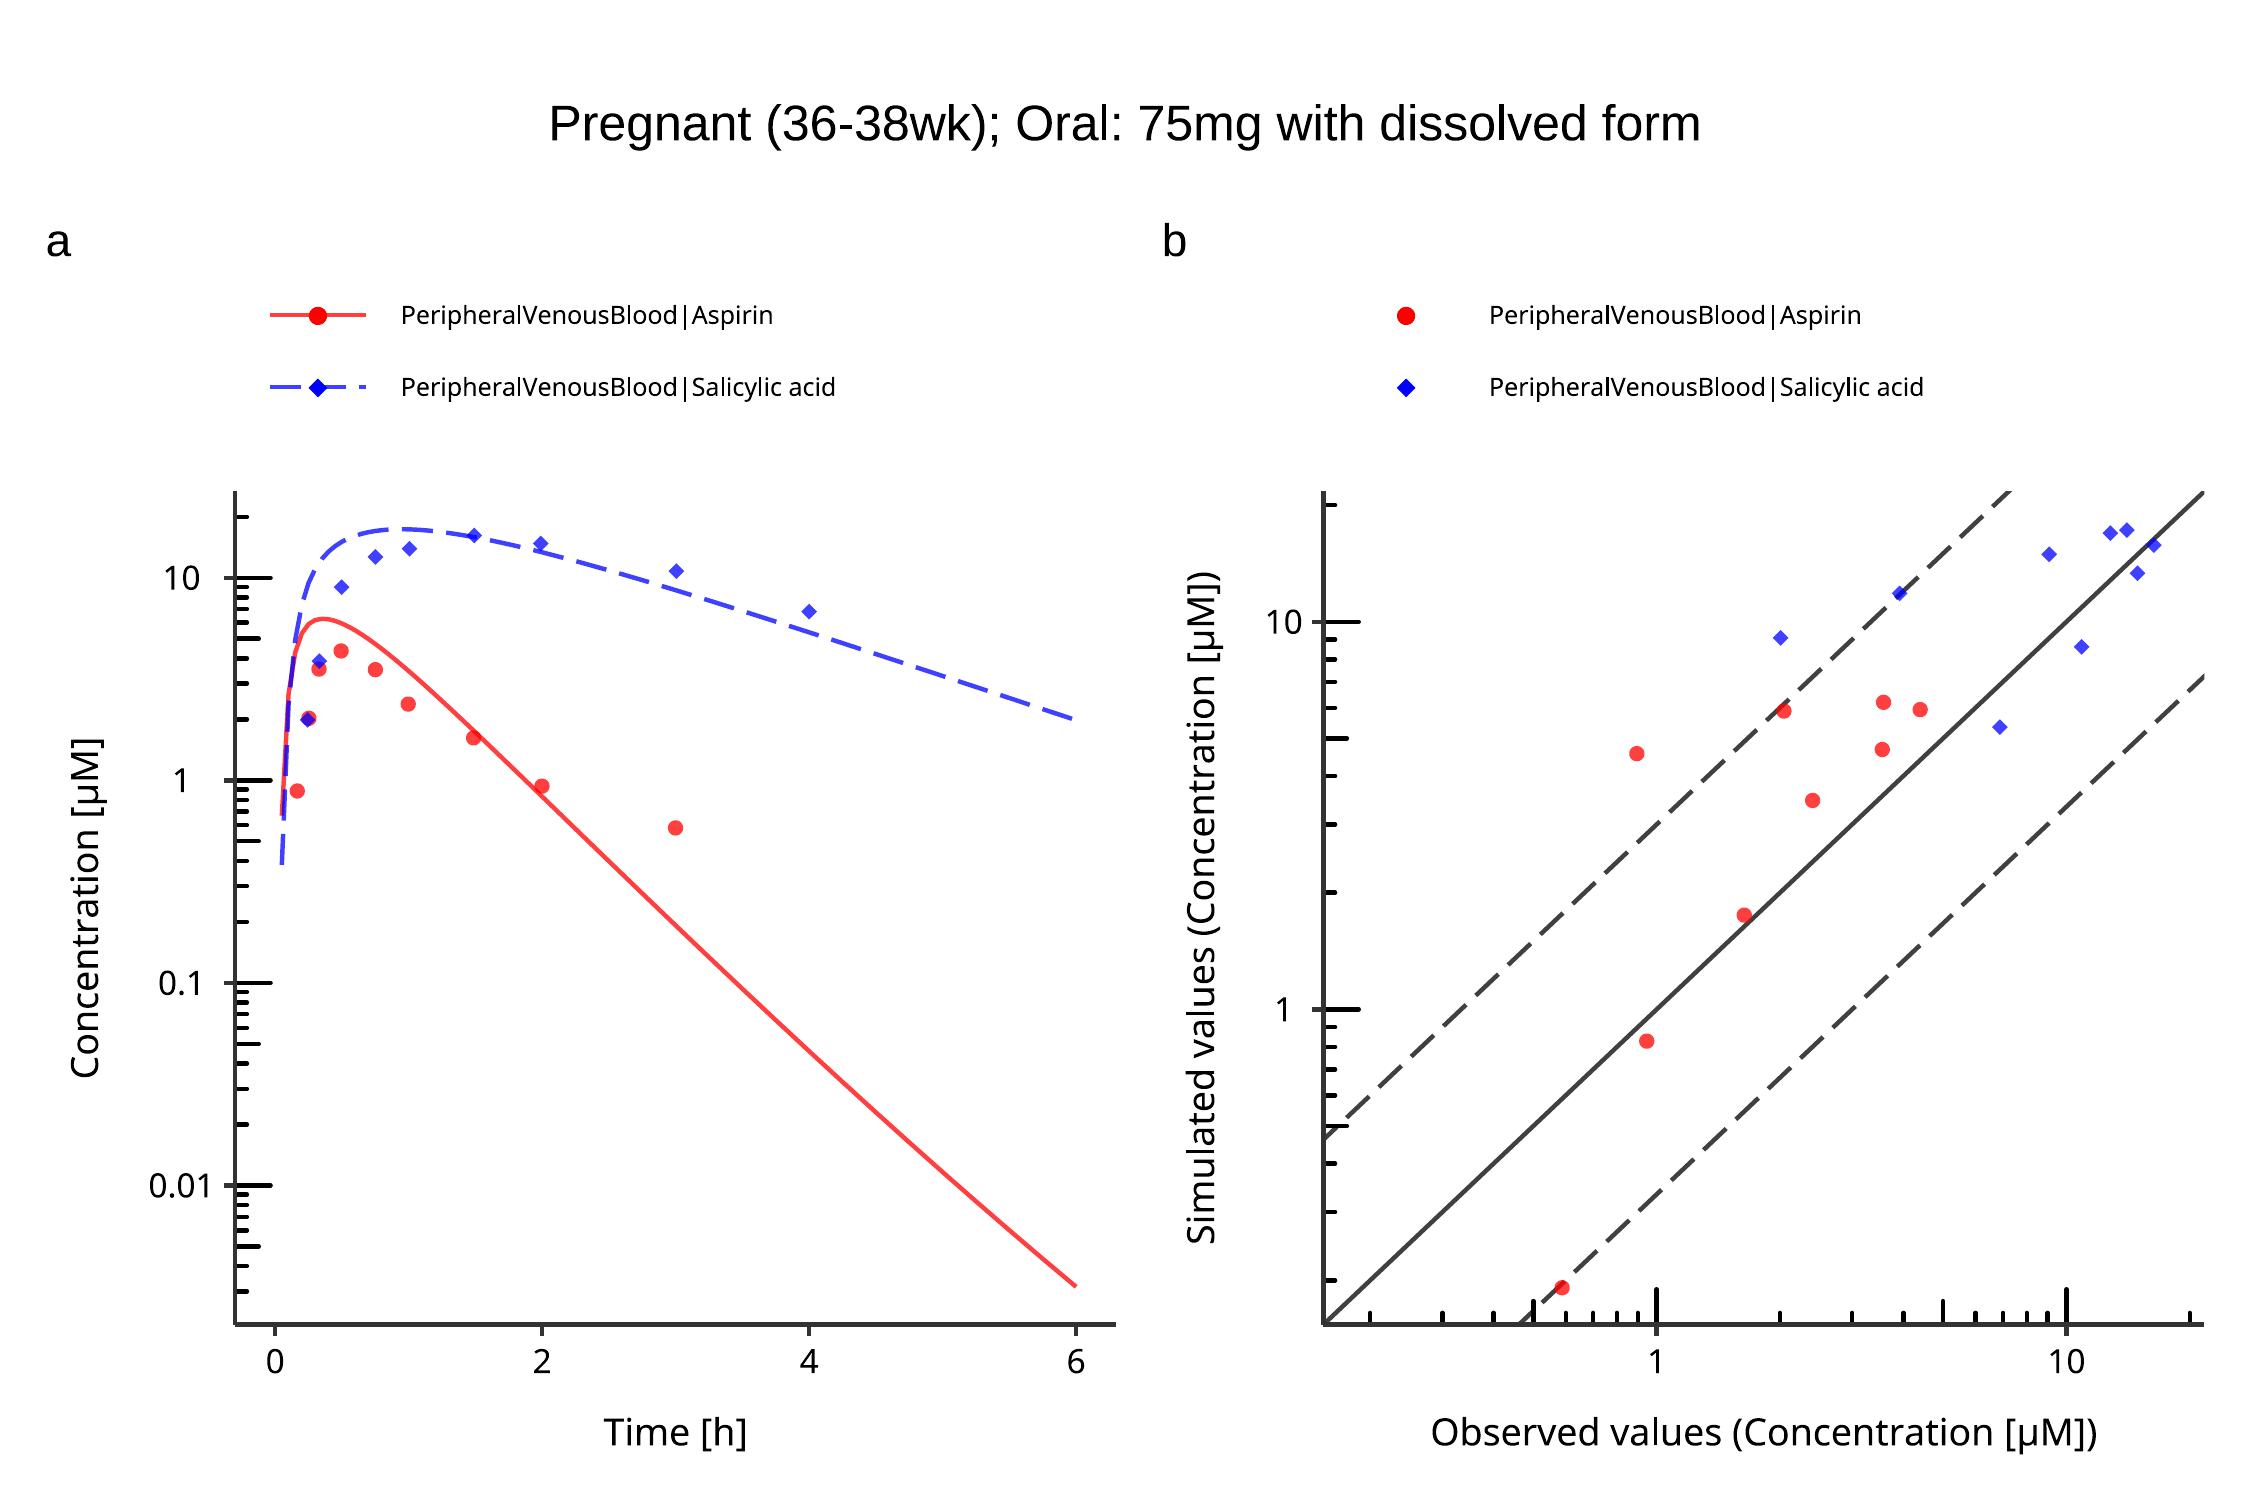 Pregnant (36-38wk); Oral: 75mg with dissolved form
a
PeripheralVenousBlood|Aspirin
PeripheralVenousBlood|Salicylic acid
Concentration [µM]
10
1
0.1
0.01
0
2
4
6
Time [h]
b
PeripheralVenousBlood|Aspirin
PeripheralVenousBlood|Salicylic acid
Simulated values (Concentration [µM])
10
1
1
10
Observed values (Concentration [µM])